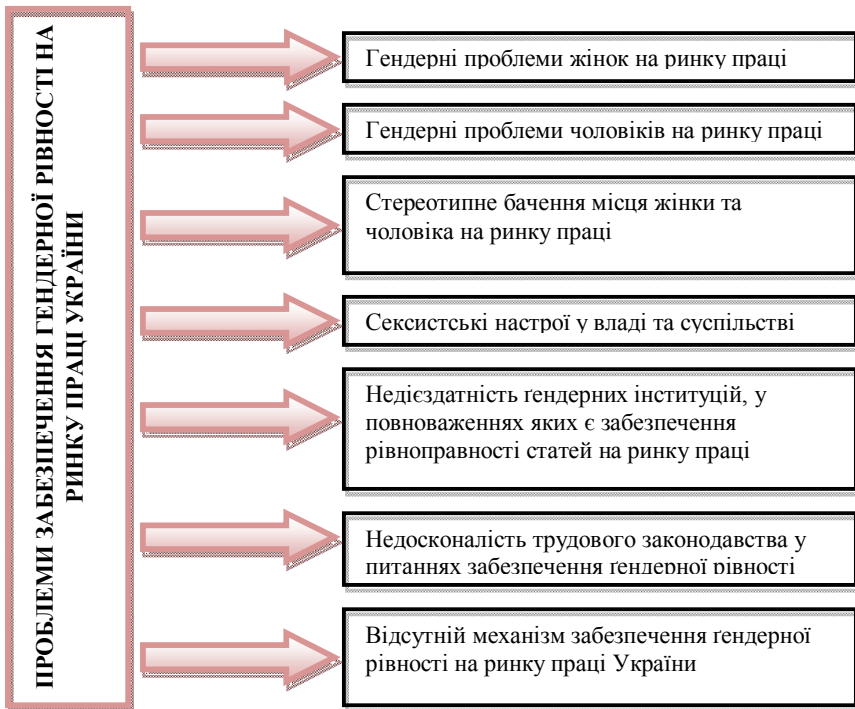 ПРОБЛЕМИ ЗАБЕЗПЕЧЕННЯ ГЕНДЕРНОЇ РІВНОСТІ НА
РИНКУ ПРАЦІ УКРАЇНИ
Гендерні проблеми жінок на ринку праці
Гендерні проблеми чоловіків на ринку праці
Стереотипне бачення місця жінки та
чоловіка на ринку праці
Сексистські настрої у владі та суспільстві
Недієздатність ґендерних інституцій, у
повноваженнях яких є забезпечення
рівноправності статей на ринку праці
Недосконалість трудового законодавства у
питаннях забезпечення ґендерної рівності
Відсутній механізм забезпечення ґендерної
рівності на ринку праці України